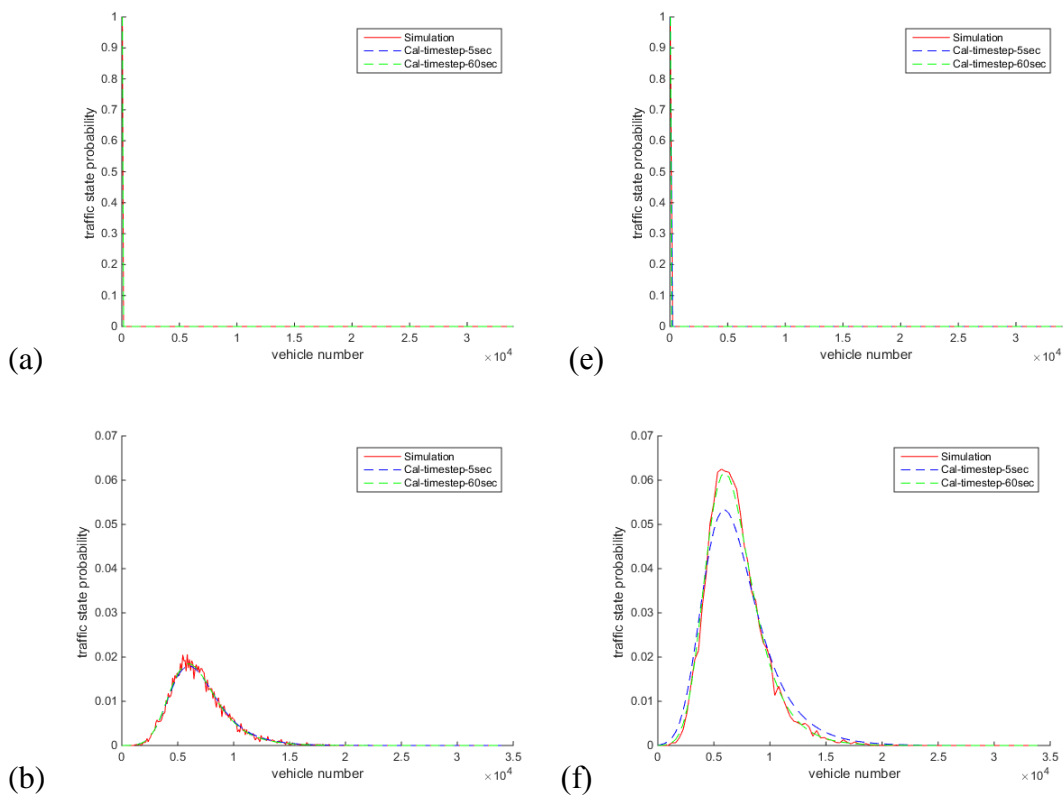 1
0.9
0.8
0.7
0.6
0.5
0.4
0.3
0.2
0.1
0
traffic state probability
Simulation
Cal-timestep-5sec
Cal-timestep-60sec
0 0.5 1 1.5 2 2.5 3
vehicle number
×10^4
(a)
1
0.9
0.8
0.7
0.6
0.5
0.4
0.3
0.2
0.1
0
traffic state probability
Simulation
Cal-timestep-5sec
Cal-timestep-60sec
0 0.5 1 1.5 2 2.5 3
vehicle number
×10^4
(e)
0.07
0.06
0.05
0.04
0.03
0.02
0.01
0
traffic state probability
Simulation
Cal-timestep-5sec
Cal-timestep-60sec
0 0.5 1 1.5 2 2.5 3 3.5
vehicle number
×10^4
(b)
0.07
0.06
0.05
0.04
0.03
0.02
0.01
0
traffic state probability
Simulation
Cal-timestep-5sec
Cal-timestep-60sec
0 0.5 1 1.5 2 2.5 3 3.5
vehicle number
×10^4
(f)